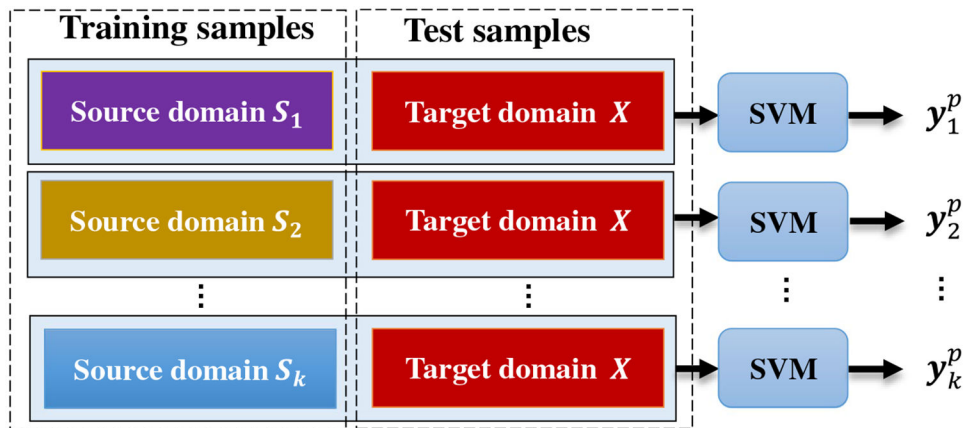 Training samples Test samples
Source domain S₁ Target domain X SVM y₁ᵖ
Source domain S₂ Target domain X SVM y₂ᵖ
⋮ ⋮ ⋮ ⋮
Source domain Sₖ Target domain X SVM yₖᵖ